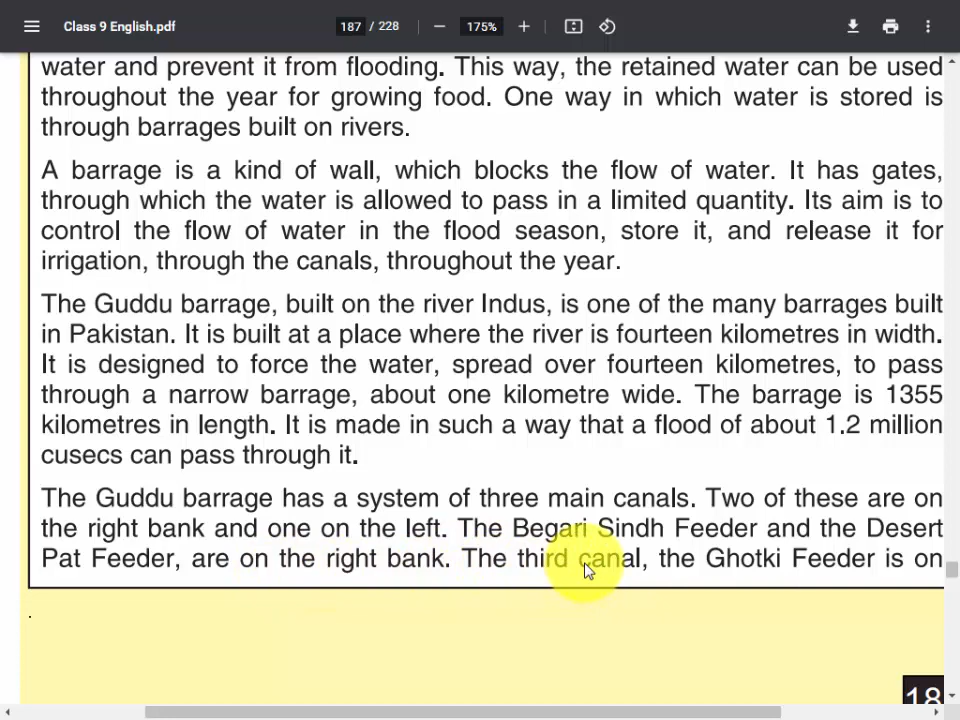 Class 9 English.pdf
187 / 228
175%
water and prevent it from flooding. This way, the retained water can be used
throughout the year for growing food. One way in which water is stored is
through barrages built on rivers.
A barrage is a kind of wall, which blocks the flow of water. It has gates,
through which the water is allowed to pass in a limited quantity. Its aim is to
control the flow of water in the flood season, store it, and release it for
irrigation, through the canals, throughout the year.
The Guddu barrage, built on the river Indus, is one of the many barrages built
in Pakistan. It is built at a place where the river is fourteen kilometres in width.
It is designed to force the water, spread over fourteen kilometres, to pass
through a narrow barrage, about one kilometre wide. The barrage is 1355
kilometres in length. It is made in such a way that a flood of about 1.2 million
cusecs can pass through it.
The Guddu barrage has a system of three main canals. Two of these are on
the right bank and one on the left. The Begari Sindh Feeder and the Desert
Pat Feeder, are on the right bank. The third canal, the Ghotki Feeder is on